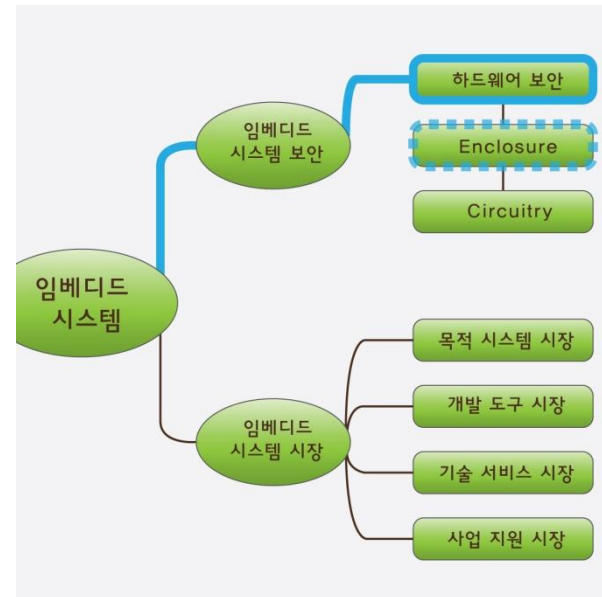 하드웨어 보안
임베디드
시스템 보안
Enclosure
Circuitry
임베디드
시스템
목적 시스템 시장
개발 도구 시장
임베디드
시스템 시장
기술 서비스 시장
사업 지원 시장